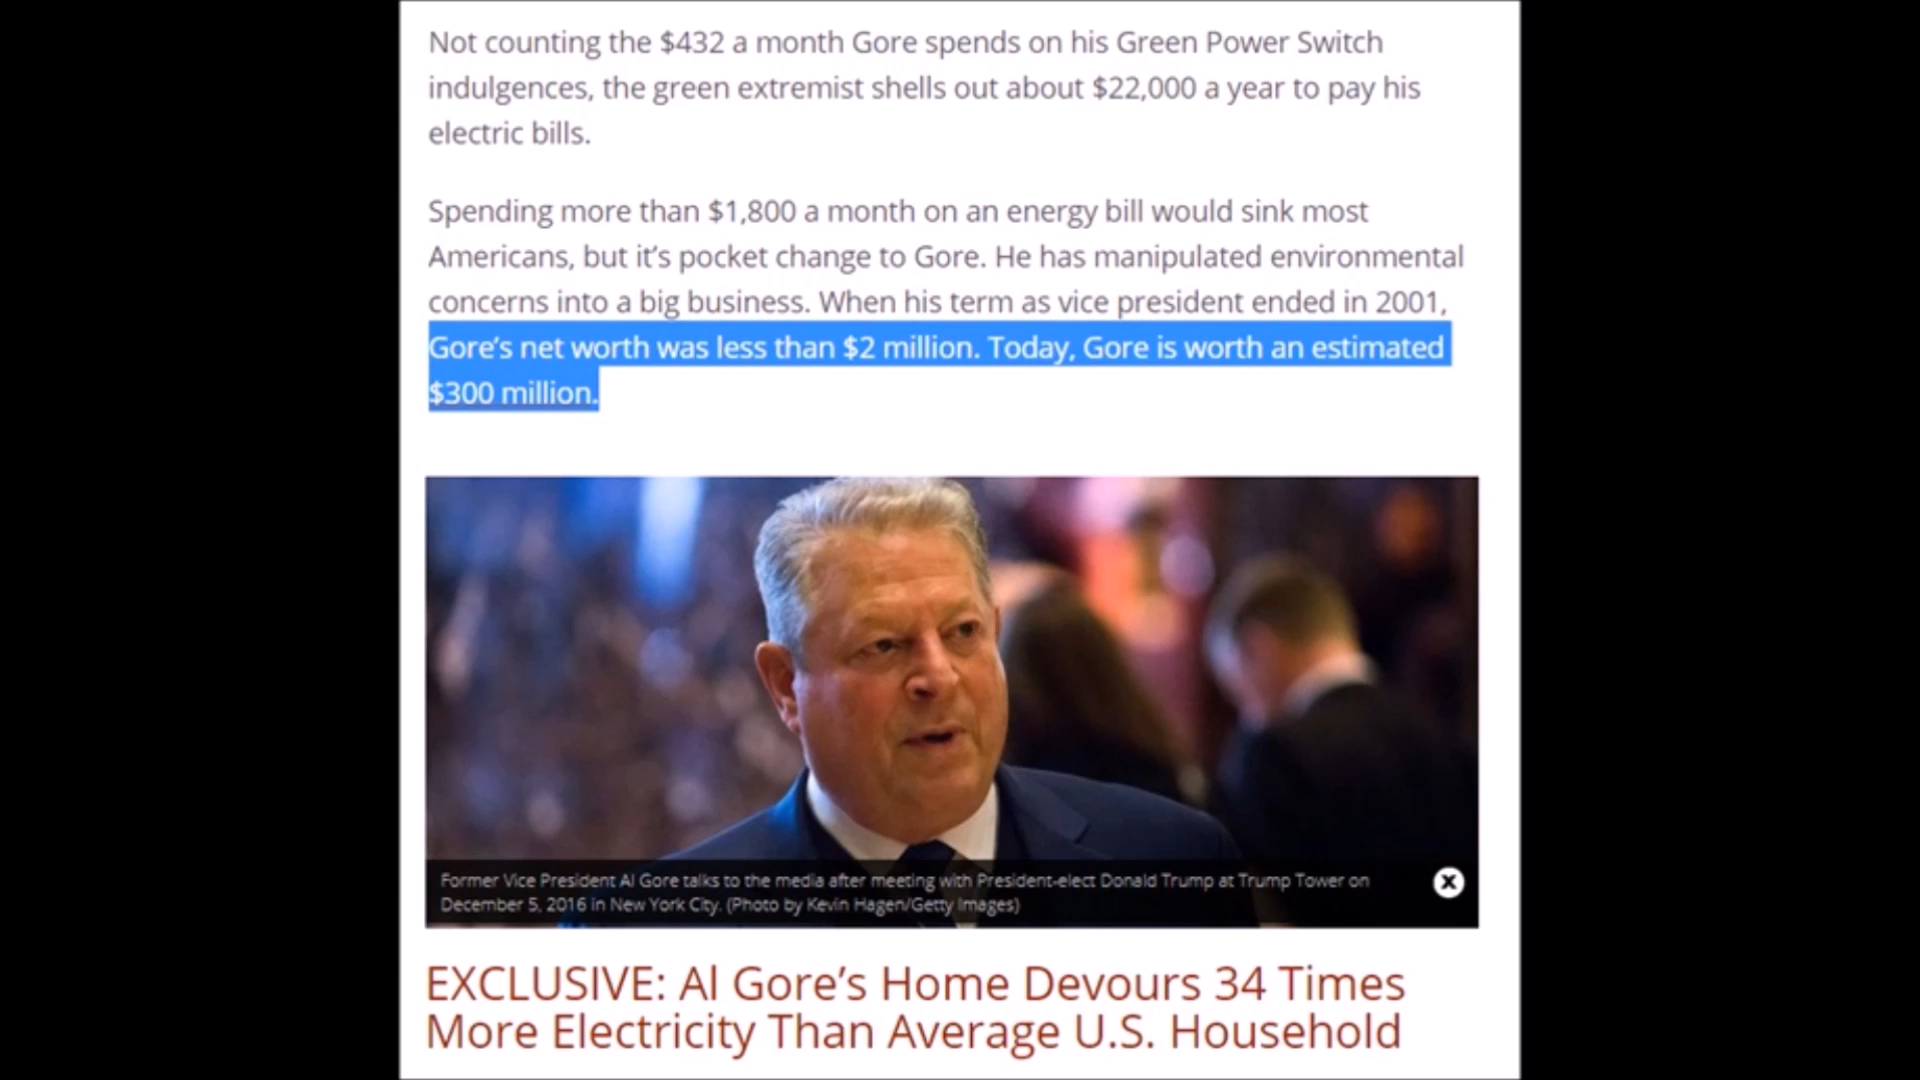 Not counting the $432 a month Gore spends on his Green Power Switch
indulgences, the green extremist shells out about $22,000 a year to pay his
electric bills.
Spending more than $1,800 a month on an energy bill would sink most
Americans, but it’s pocket change to Gore. He has manipulated environmental
concerns into a big business. When his term as vice president ended in 2001,
Gore’s net worth was less than $2 million. Today, Gore is worth an estimated
$300 million.
Former Vice President Al Gore talks to the media after meeting with President-elect Donald Trump at Trump Tower on
December 5, 2016 in New York City. (Photo by Kevin Hagen/Getty Images)
EXCLUSIVE: Al Gore’s Home Devours 34 Times
More Electricity Than Average U.S. Household